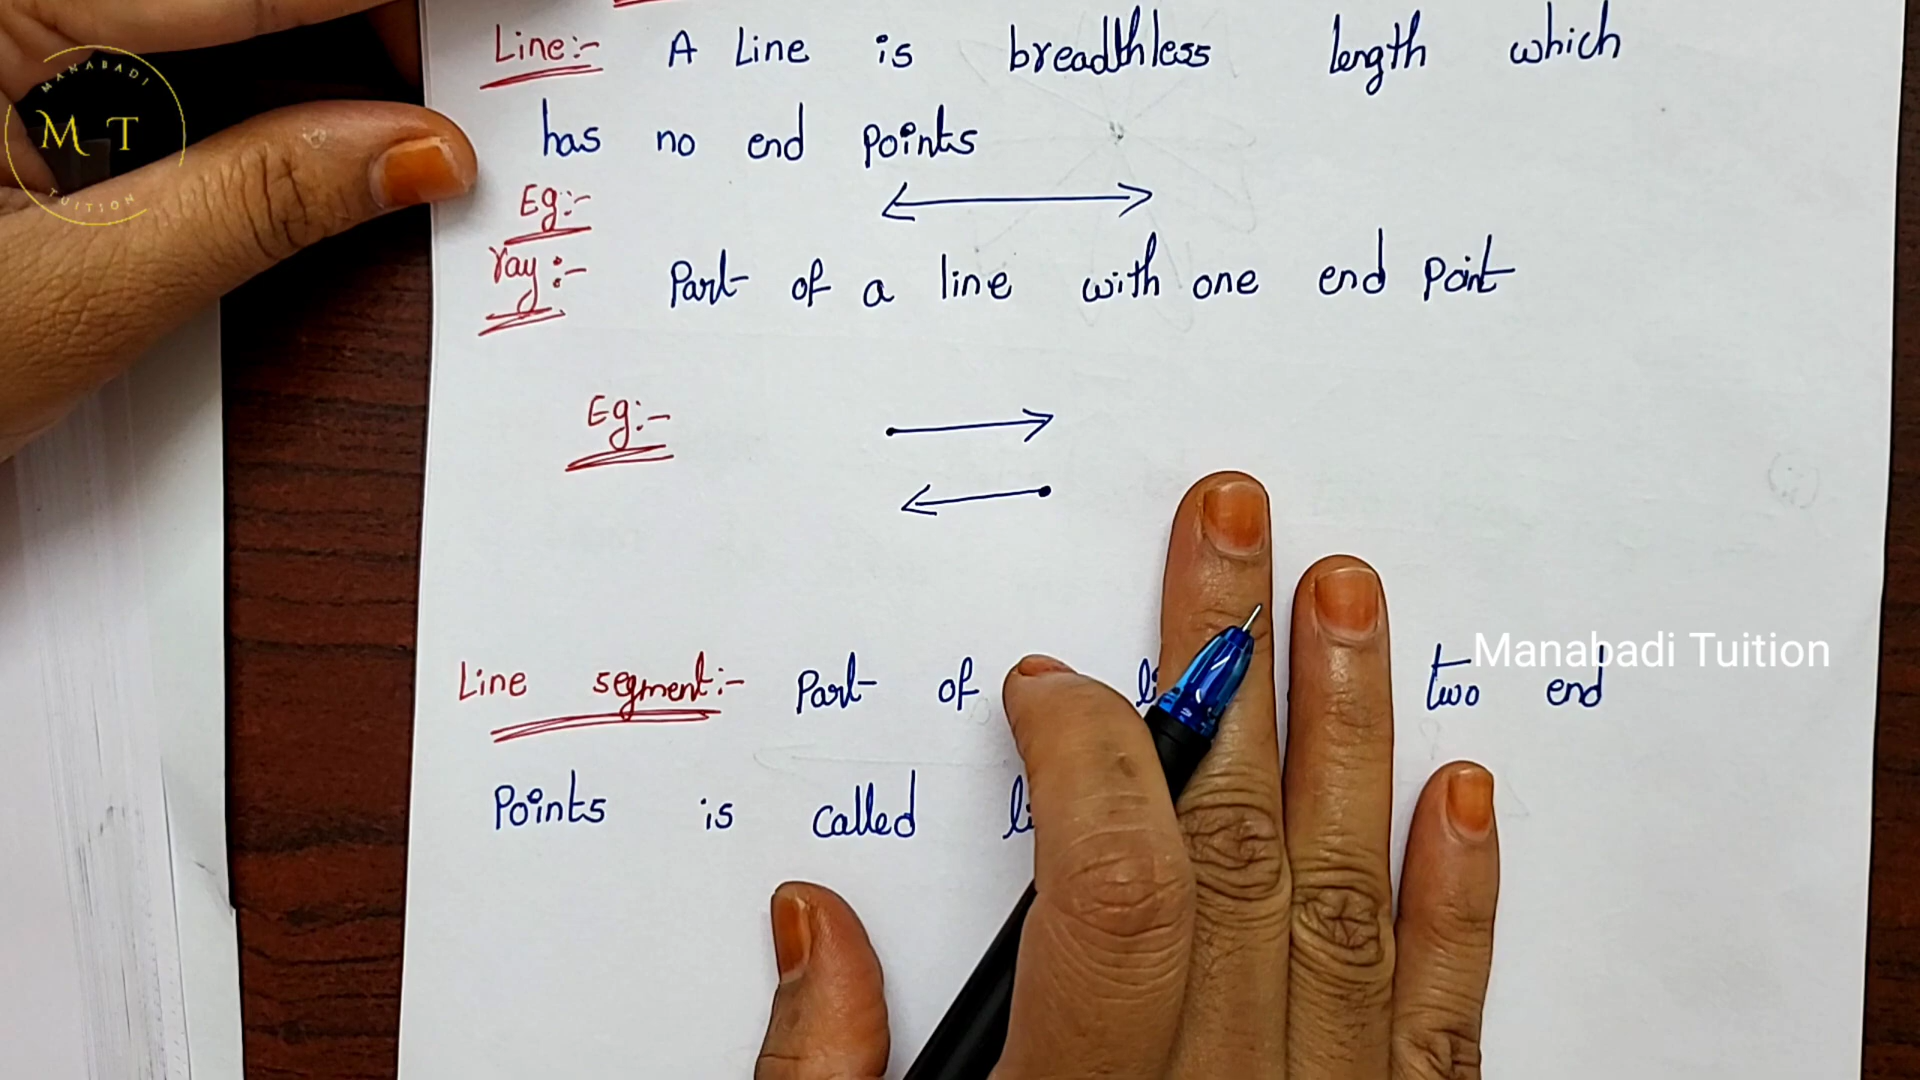 MANABADI
M T
TUITION
Line:- A Line is breadthless length which
has no end points
Eg:-
ray:- Part of a line with one end point
Eg:-
Line segment:- Part of two end
Manabadi Tuition
Points is called